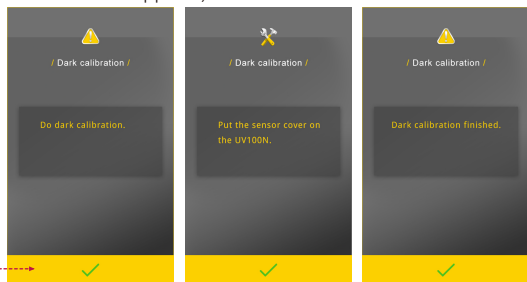 / Dark calibration /
Do dark calibration.
/ Dark calibration /
Put the sensor cover on
the UV100N.
/ Dark calibration /
Dark calibration finished.